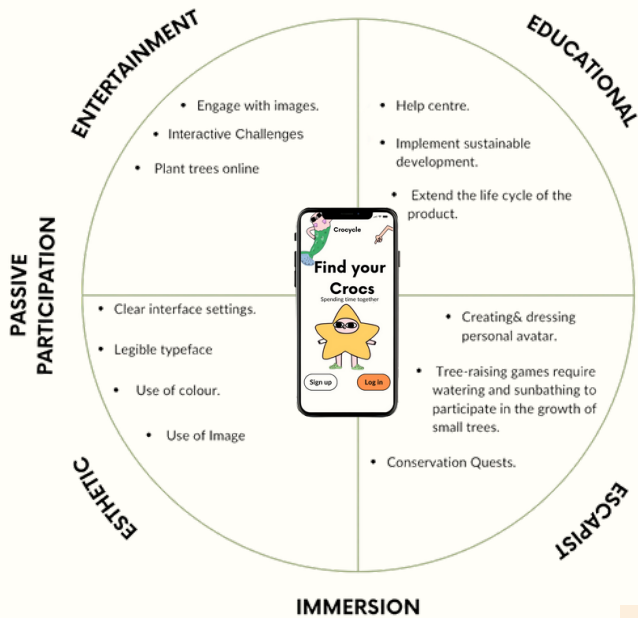 ENTERTAINMENT
EDUCATIONAL
• Engage with images.
• Interactive Challenges
• Plant trees online
• Help centre.
• Implement sustainable
development.
• Extend the life cycle of the
product.
PASSIVE
PARTICIPATION
Crocycle
Find your
Crocs
Spending time together
Sign up
Log in
• Clear interface settings.
• Legible typeface
• Use of colour.
• Use of Image
• Creating& dressing
personal avatar.
• Tree-raising games require
watering and sunbathing to
participate in the growth of
small trees.
• Conservation Quests.
ESTHETIC
ESCAPIST
IMMERSION